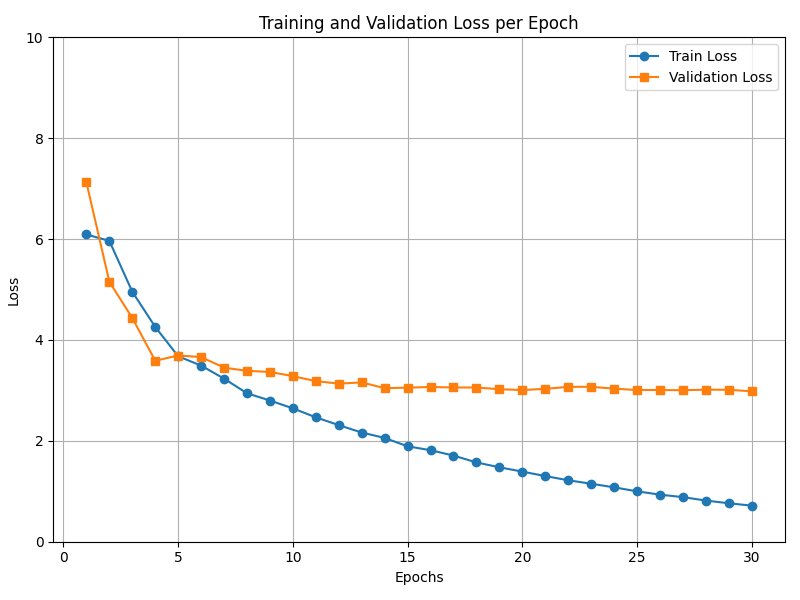 Training and Validation Loss per Epoch
10
8
6
4
2
0
Loss
Train Loss
Validation Loss
0 5 10 15 20 25 30
Epochs